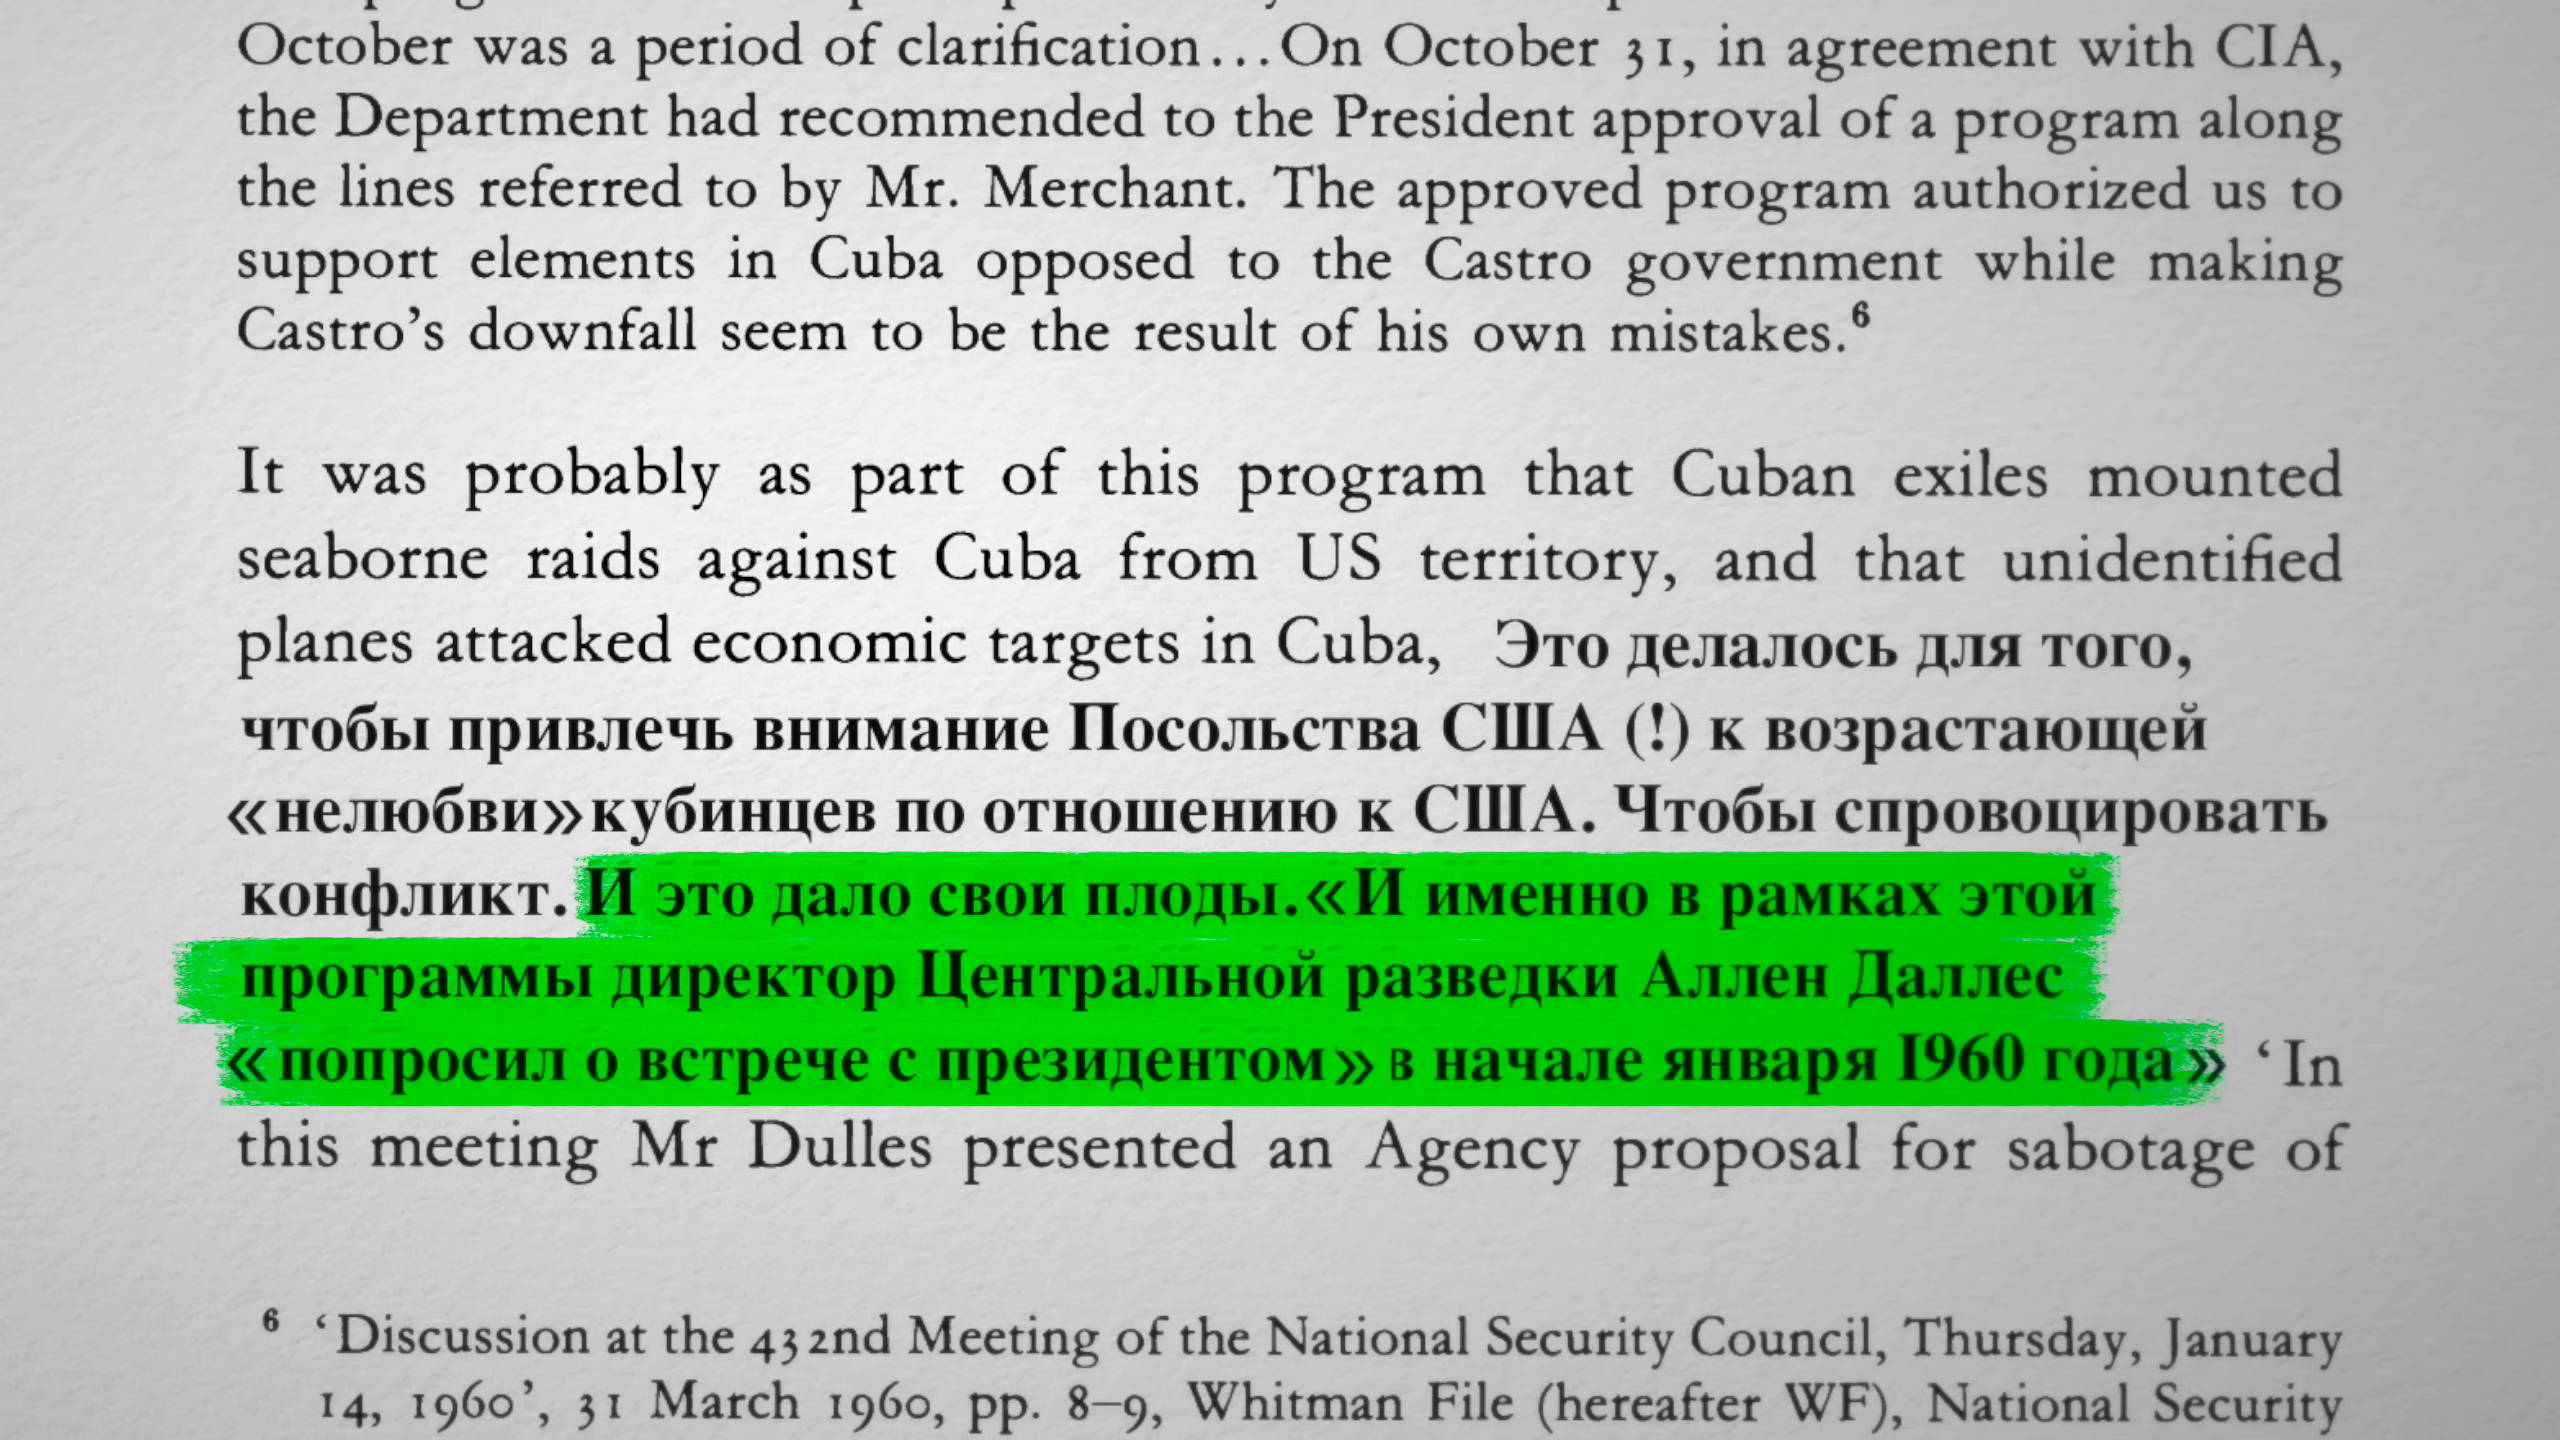 October was a period of clarification...On October 31, in agreement with CIA,
the Department had recommended to the President approval of a program along
the lines referred to by Mr. Merchant. The approved program authorized us to
support elements in Cuba opposed to the Castro government while making
Castro’s downfall seem to be the result of his own mistakes.⁶
It was probably as part of this program that Cuban exiles mounted
seaborne raids against Cuba from US territory, and that unidentified
planes attacked economic targets in Cuba, Это делалось для того,
чтобы привлечь внимание Посольства США (!) к возрастающей
«нелюбви» кубинцев по отношению к США. Чтобы спровоцировать
конфликт. И это дало свои плоды. «И именно в рамках этой
программы директор Центральной разведки Аллен Даллес
«попросил о встрече с президентом» в начале января 1960 года» ‘In
this meeting Mr Dulles presented an Agency proposal for sabotage of
⁶ ‘Discussion at the 432nd Meeting of the National Security Council, Thursday, January
14, 1960’, 31 March 1960, pp. 8–9, Whitman File (hereafter WF), National Security